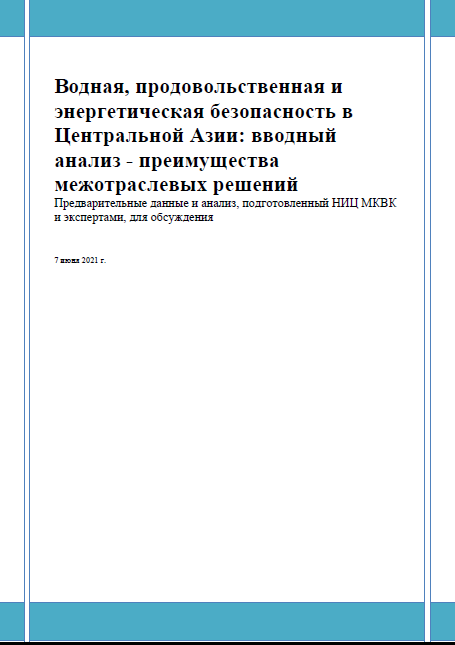 Водная, продовольственная и
энергетическая безопасность в
Центральной Азии: вводный
анализ - преимущества
межотраслевых решений
Предварительные данные и анализ, подготовленный НИЦ МКВК
и экспертами, для обсуждения
7 июня 2021 г.